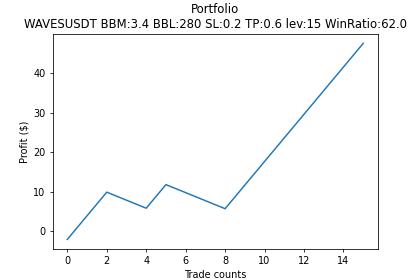 Portfolio
WAVESUSDT BBM:3.4 BBL:280 SL:0.2 TP:0.6 lev:15 WinRatio:62.0
Profit ($)
40
30
20
10
0
0 2 4 6 8 10 12 14
Trade counts